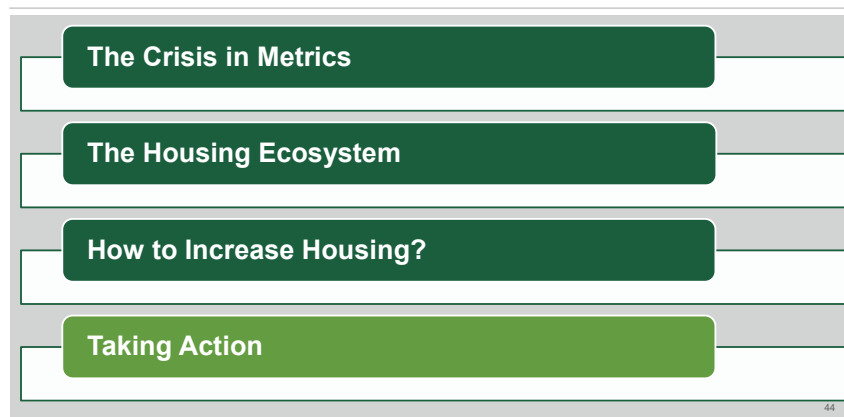 The Crisis in Metrics
The Housing Ecosystem
How to Increase Housing?
Taking Action
44